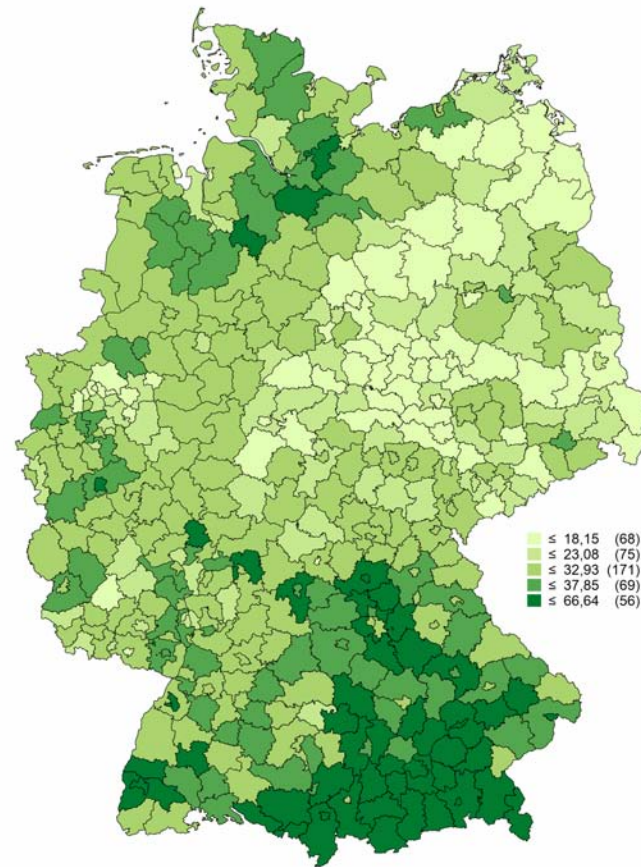 ≤ 18,15 (68)
≤ 23,08 (75)
≤ 32,93 (171)
≤ 37,85 (69)
≤ 66,64 (56)